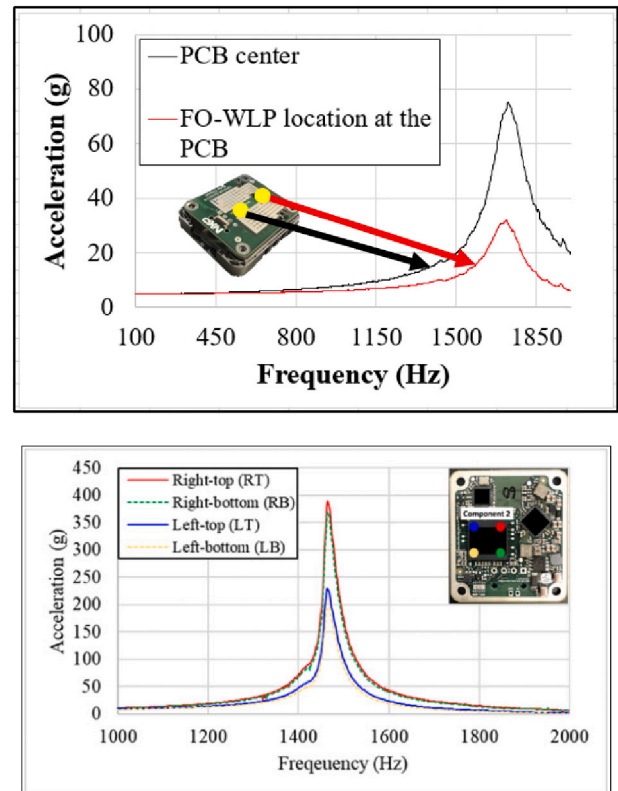 100
80
60
40
20
0
Acceleration (g)
PCB center
FO-WLP location at the
PCB
NXP
100 450 800 1150 1500 1850
Frequency (Hz)
450
400
350
300
250
200
150
100
50
0
Acceleration (g)
Right-top (RT)
Right-bottom (RB)
Left-top (LT)
Left-bottom (LB)
09
Component 2
1000 1200 1400 1600 1800 2000
Freqeuency (Hz)